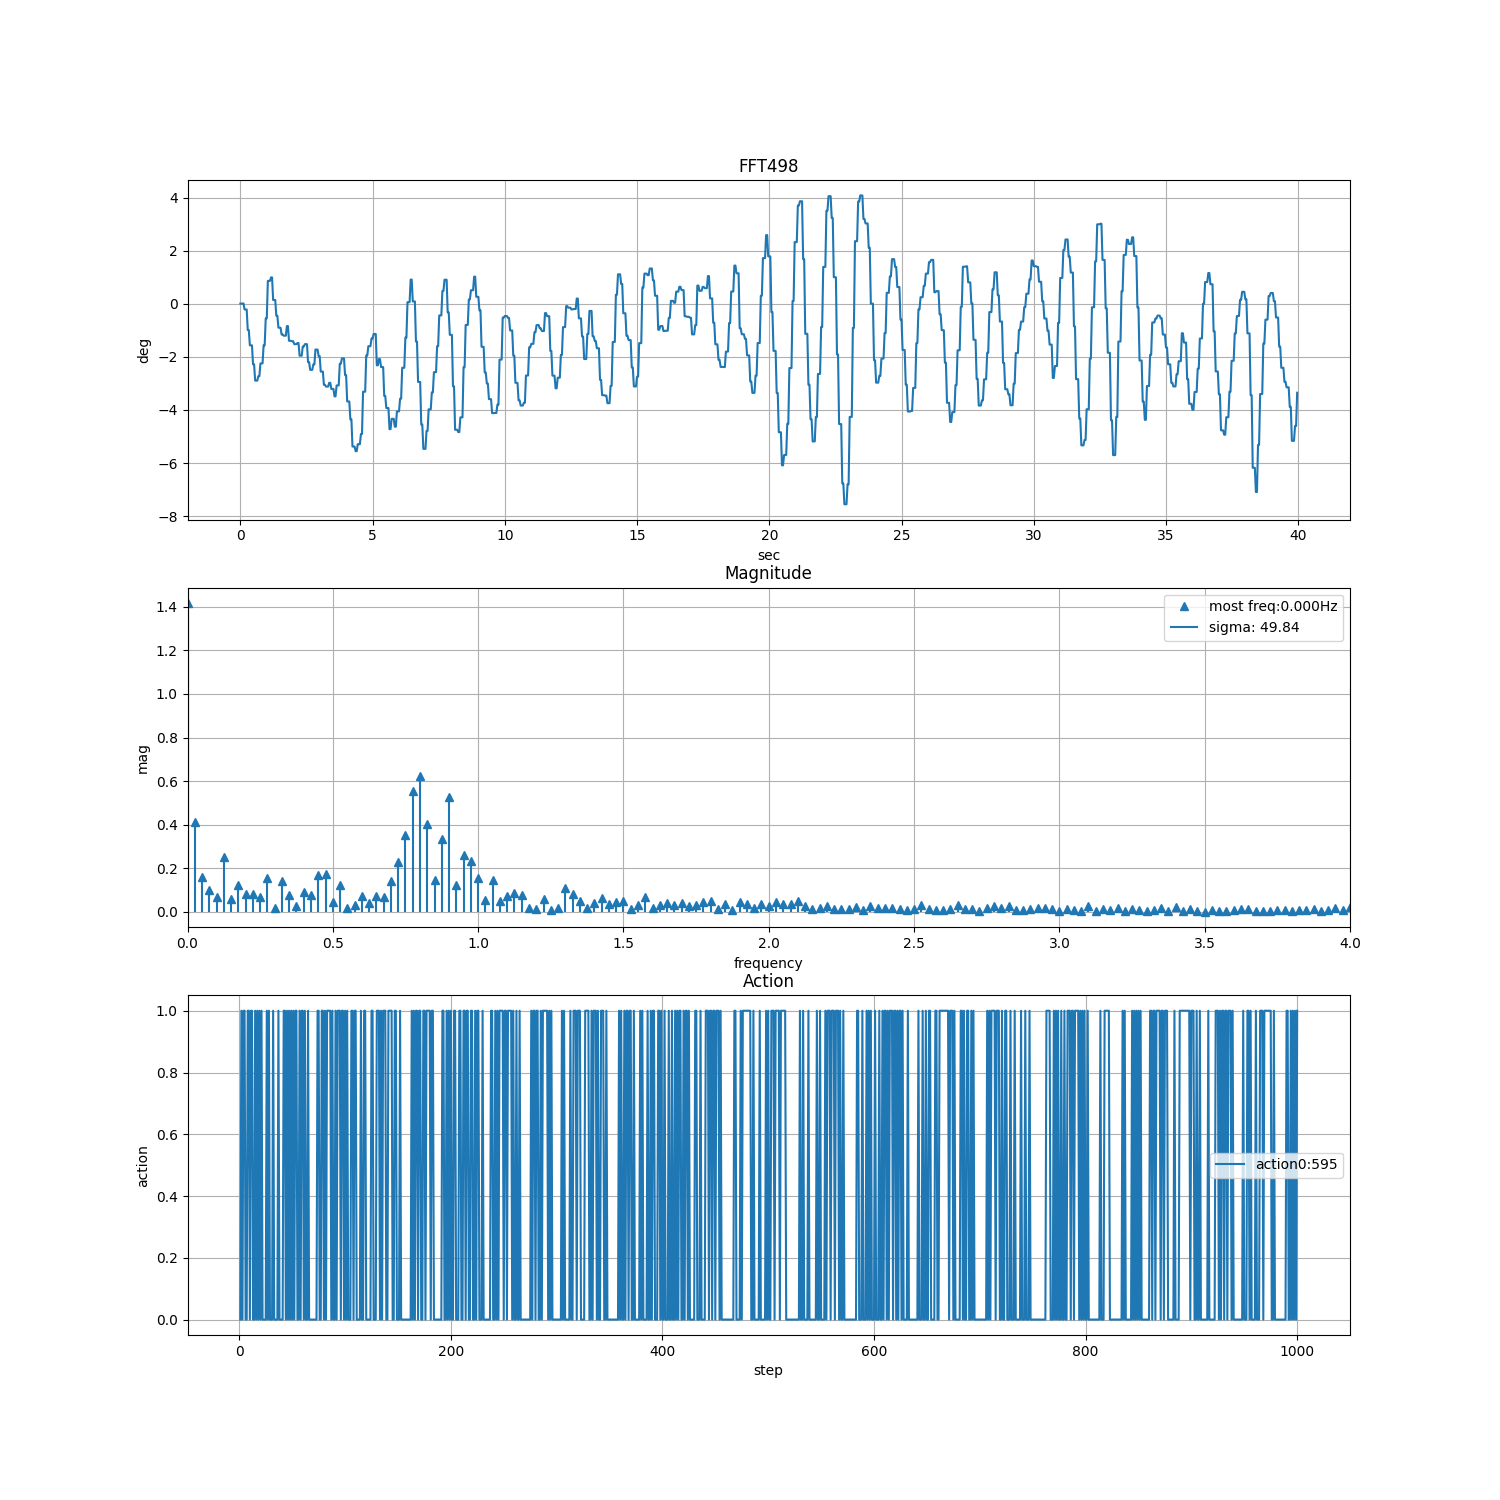 FFT498
4
2
0
−2
−4
−6
−8
deg
0 5 10 15 20 25 30 35 40
sec
Magnitude
1.4
1.2
1.0
0.8
0.6
0.4
0.2
0.0
mag
most freq:0.000Hz
sigma: 49.84
0.0 0.5 1.0 1.5 2.0 2.5 3.0 3.5 4.0
frequency
Action
1.0
0.8
0.6
0.4
0.2
0.0
action
action0:595
0 200 400 600 800 1000
step